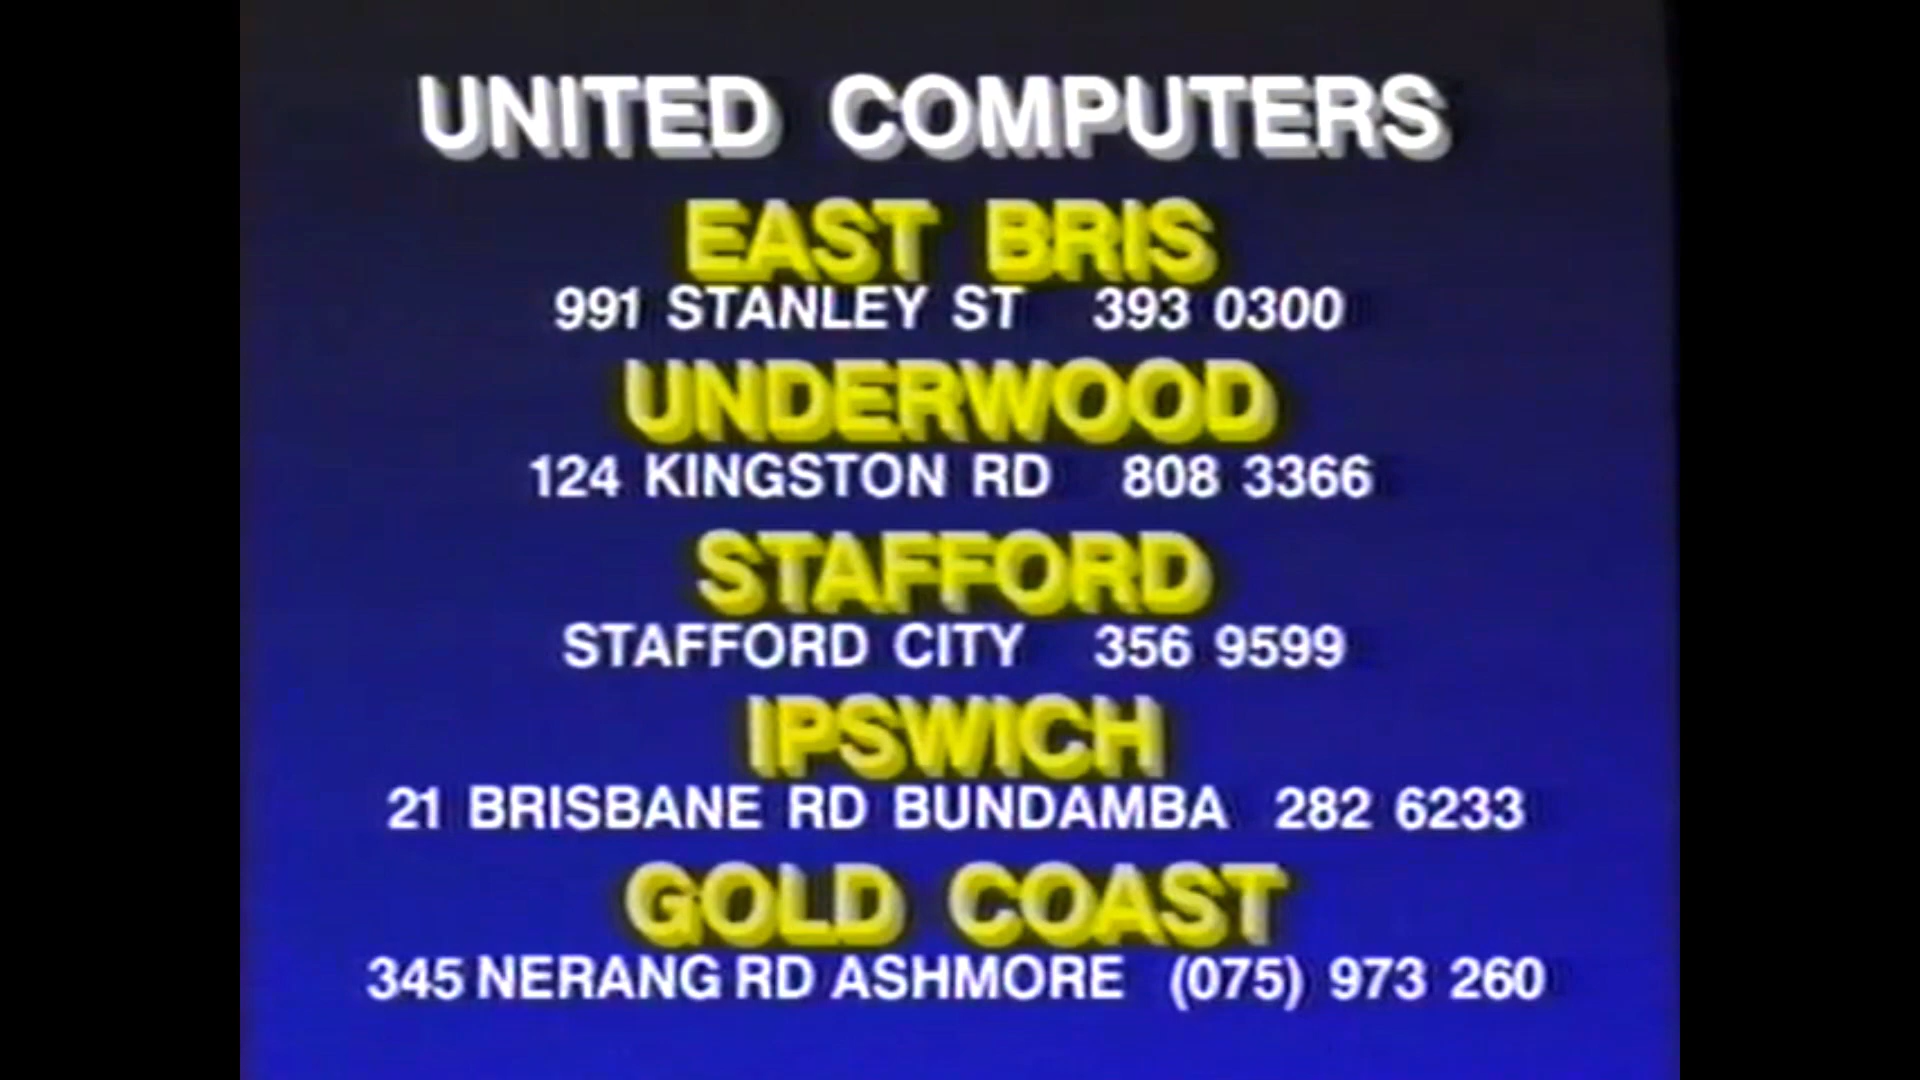 UNITED COMPUTERS
EAST BRIS
991 STANLEY ST 393 0300
UNDERWOOD
124 KINGSTON RD 808 3366
STAFFORD
STAFFORD CITY 356 9599
IPSWICH
21 BRISBANE RD BUNDAMBA 282 6233
GOLD COAST
345 NERANG RD ASHMORE (075) 973 260